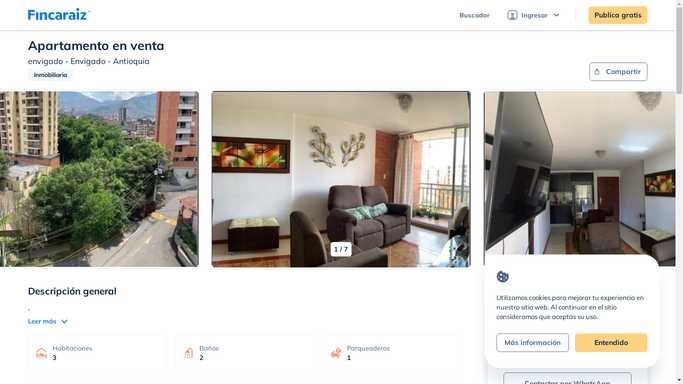 Fincaraiz
Buscador
Ingresar
Publica gratis
Apartamento en venta
envigado - Envigado - Antioquia
Inmobiliaria
Compartir
1 / 7
Descripción general
.
Leer más
Habitaciones
3
Baños
2
Parqueaderos
1
Utilizamos cookies para mejorar tu experiencia en
nuestro sitio web. Al continuar en el sitio
consideramos que aceptas su uso.
Más información
Entendido
Contactar por WhatsApp